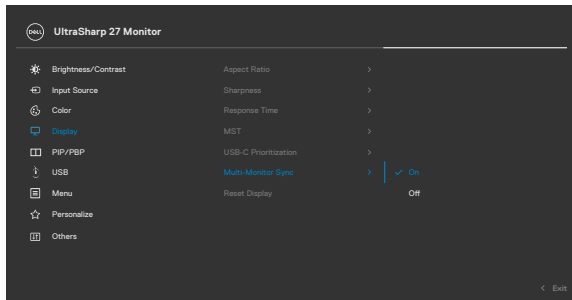 DELL UltraSharp 27 Monitor
Brightness/Contrast Aspect Ratio >
Input Source Sharpness >
Color Response Time >
Display MST >
PIP/PBP USB-C Prioritization >
USB Multi-Monitor Sync > ✓ On
Menu Reset Display Off
Personalize
Others
< Exit